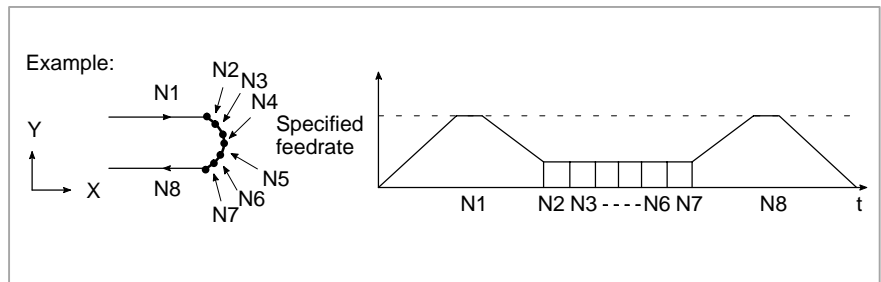 Example:
N1
N2
N3
N4
N5
N6
N7
N8
Y
X
Specified
feedrate
N1
N2 N3 ---- N6 N7
N8
t